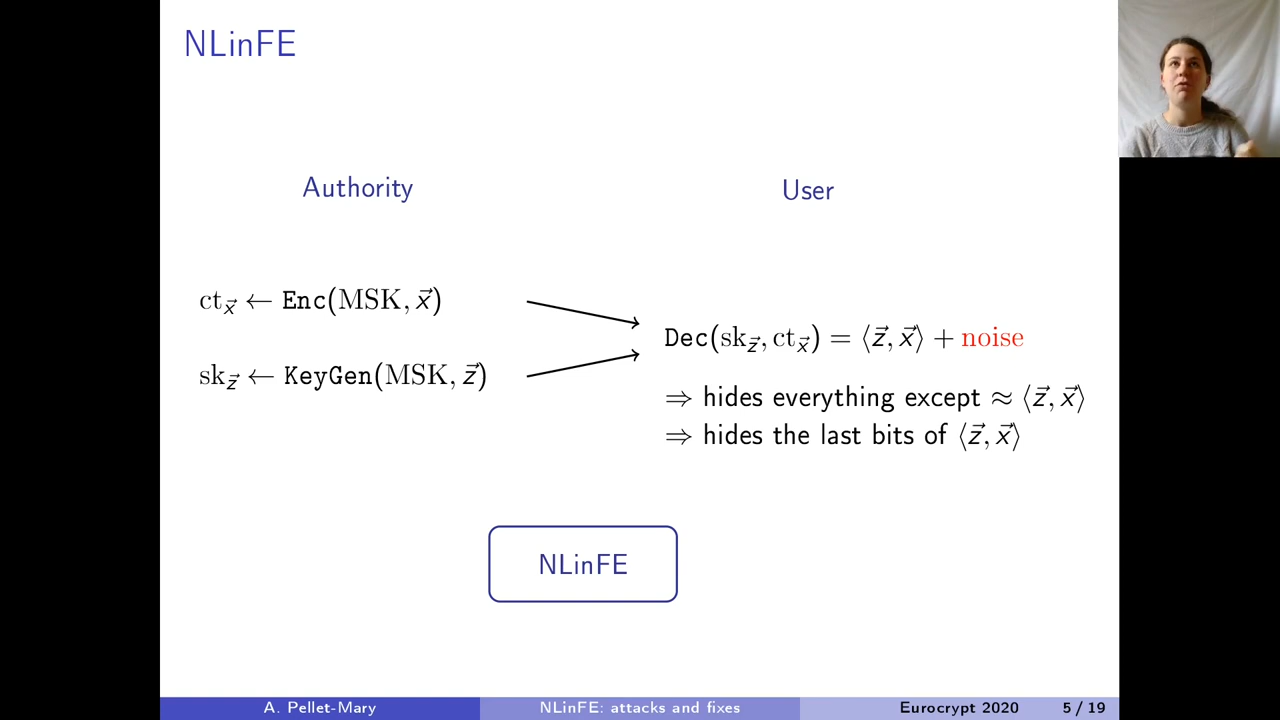 NLinFE
Authority
User
ct_x⃗ ← Enc(MSK, x⃗)
sk_z⃗ ← KeyGen(MSK, z⃗)
Dec(sk_z⃗, ct_x⃗) = ⟨z⃗, x⃗⟩ + noise
⇒ hides everything except ≈ ⟨z⃗, x⃗⟩
⇒ hides the last bits of ⟨z⃗, x⃗⟩
NLinFE
A. Pellet-Mary NLinFE: attacks and fixes Eurocrypt 2020 5 / 19